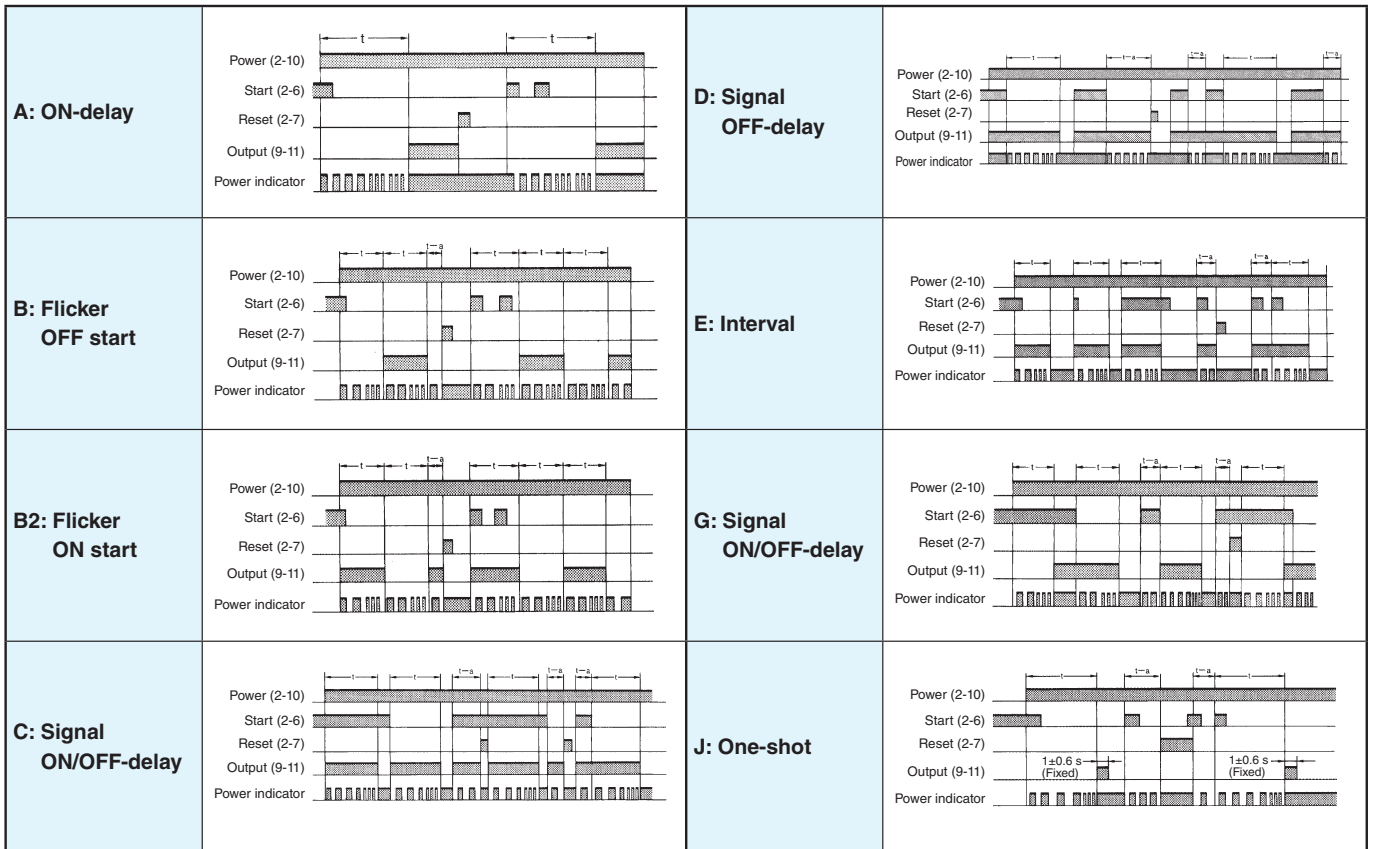 A: ON-delay
t
t
Power (2-10)
Start (2-6)
Reset (2-7)
Output (9-11)
Power indicator
D: Signal
OFF-delay
t
t—a
t—a
t
t—a
Power (2-10)
Start (2-6)
Reset (2-7)
Output (9-11)
Power indicator
B: Flicker
OFF start
t
t
t—a
t
t
t
Power (2-10)
Start (2-6)
Reset (2-7)
Output (9-11)
Power indicator
E: Interval
t
t
t
t—a
t—a
t
Power (2-10)
Start (2-6)
Reset (2-7)
Output (9-11)
Power indicator
B2: Flicker
ON start
t
t
t—a
t
t
t
Power (2-10)
Start (2-6)
Reset (2-7)
Output (9-11)
Power indicator
G: Signal
ON/OFF-delay
t
t
t—a
t
t—a
t
Power (2-10)
Start (2-6)
Reset (2-7)
Output (9-11)
Power indicator
C: Signal
ON/OFF-delay
t
t
t—a
t
t—a
t—a
t
Power (2-10)
Start (2-6)
Reset (2-7)
Output (9-11)
Power indicator
J: One-shot
t
t—a
t—a
t
Power (2-10)
Start (2-6)
Reset (2-7)
Output (9-11)
1±0.6 s
(Fixed)
1±0.6 s
(Fixed)
Power indicator